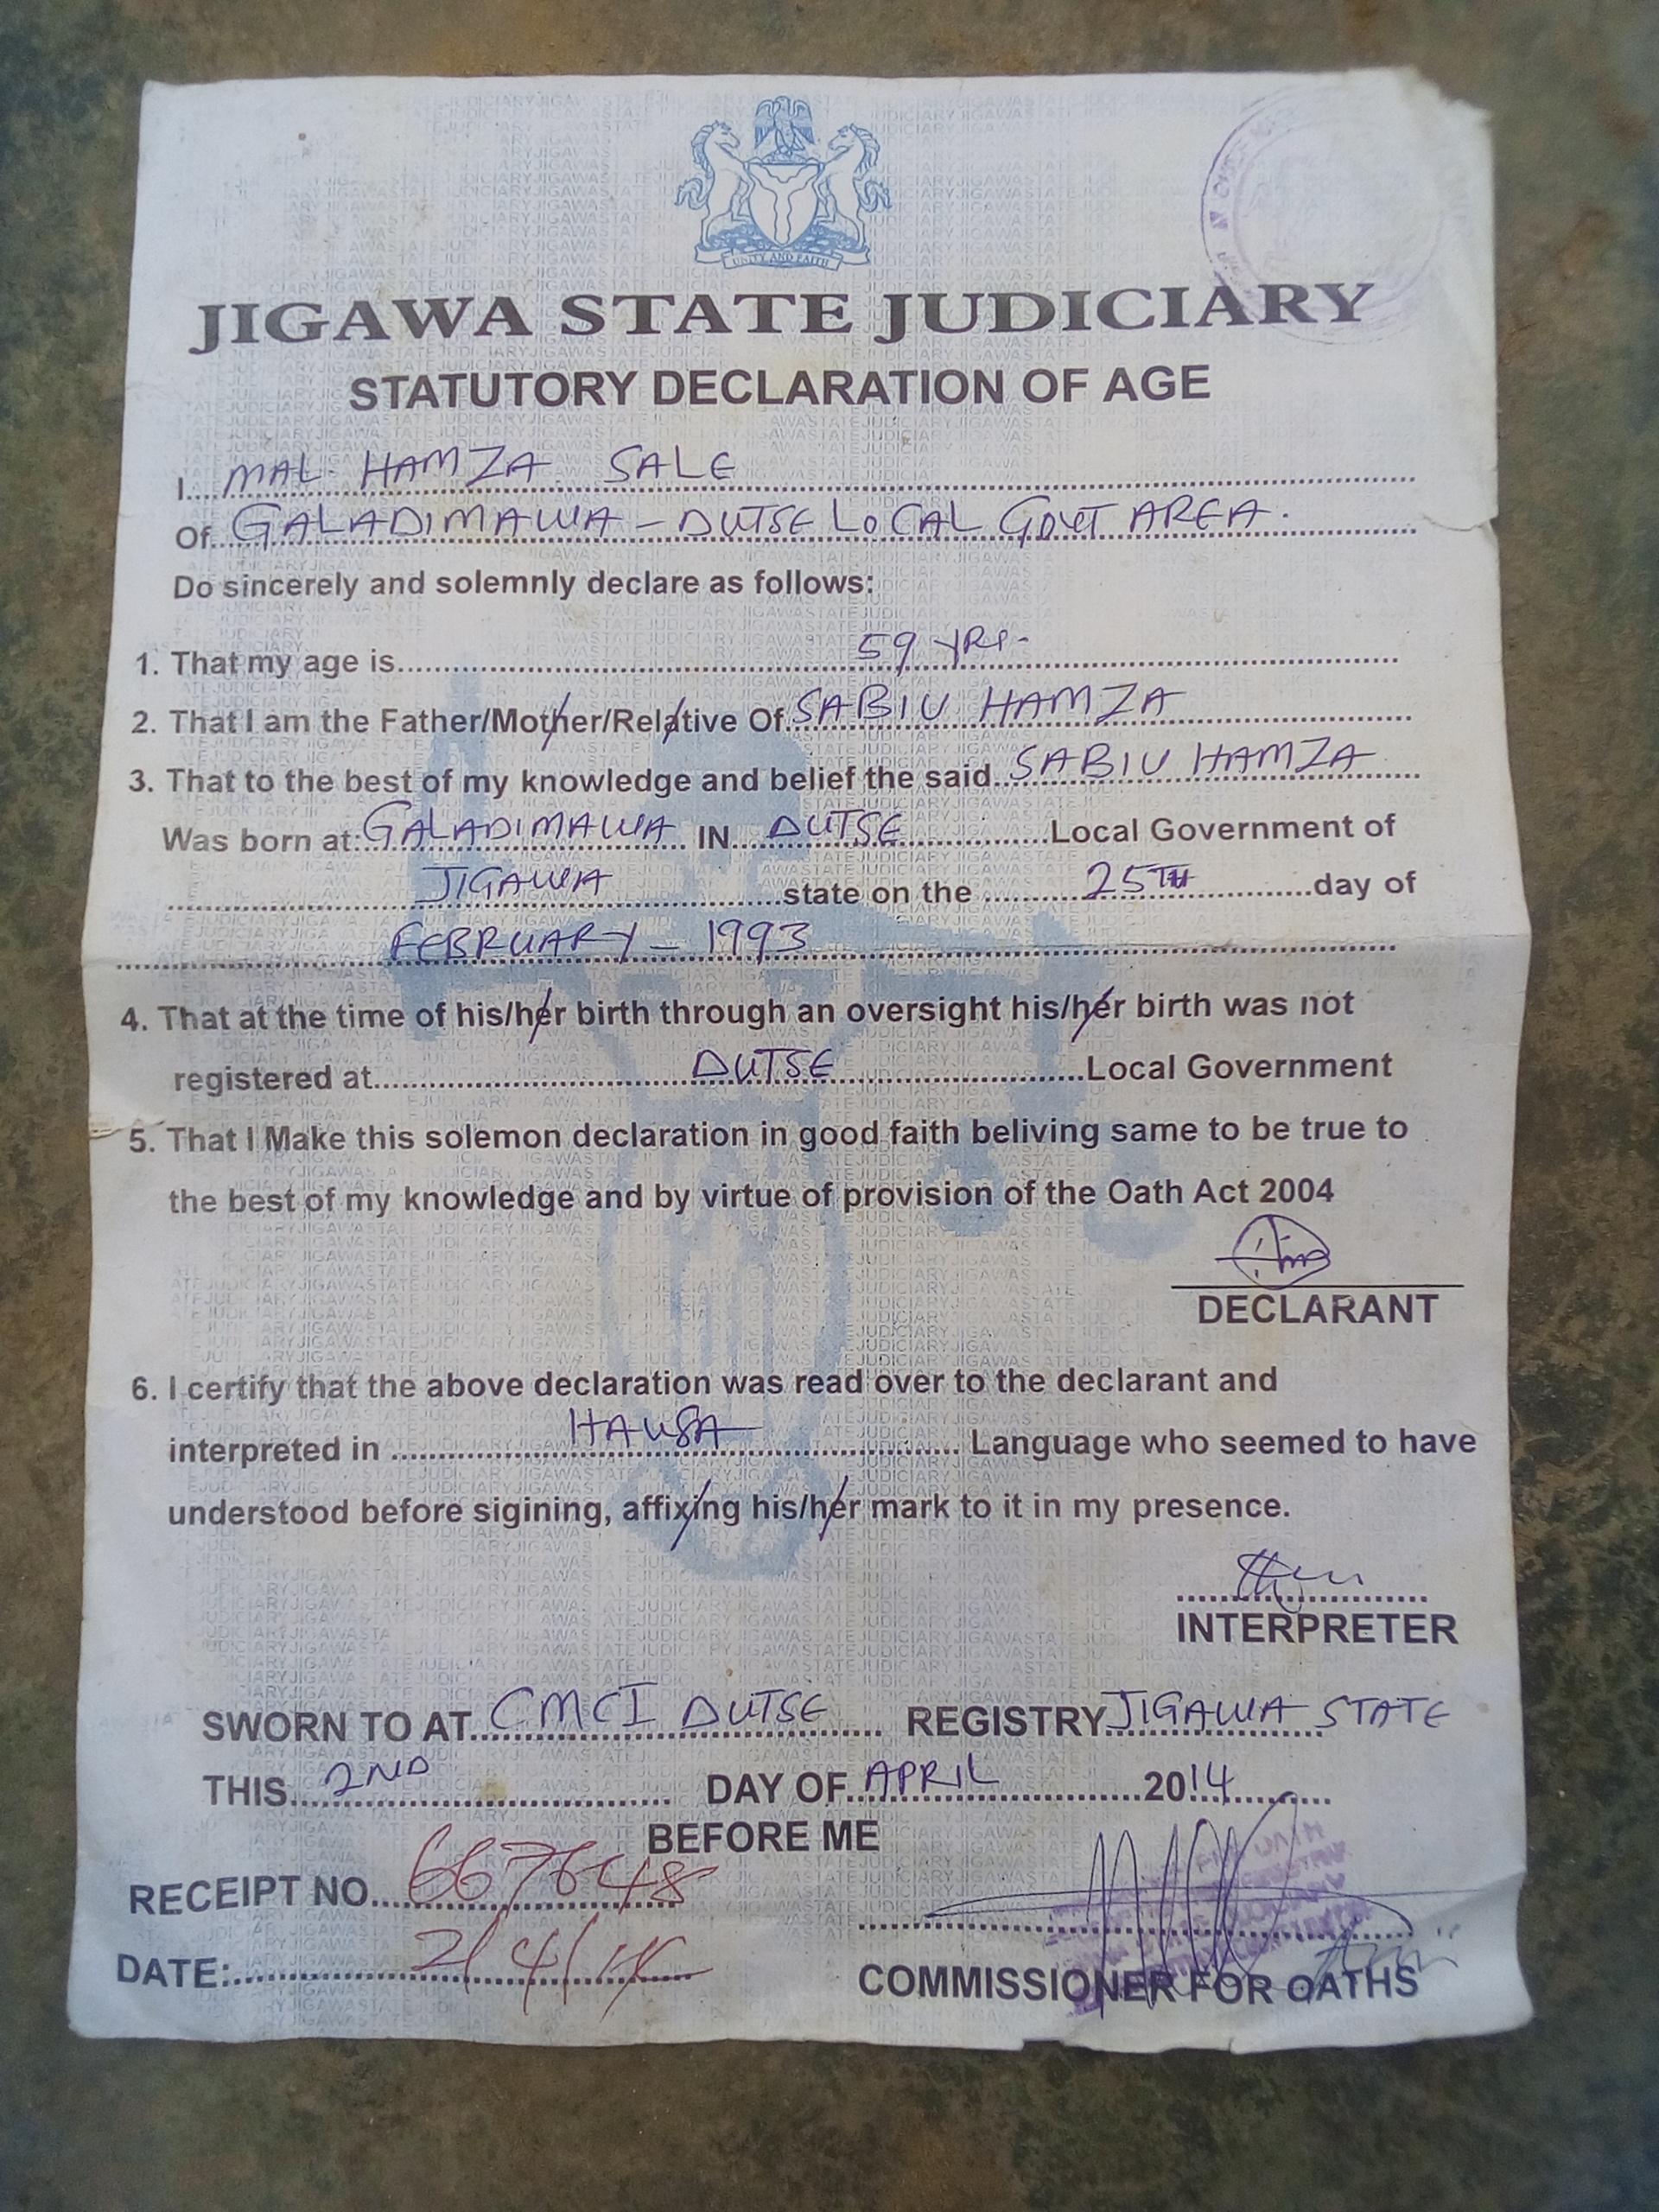 UNITY AND FAITH
JIGAWA STATE JUDICIARY
STATUTORY DECLARATION OF AGE
I....MAL. HAMZA SALE
Of...GALADIMAWA - DUTSE LOCAL GOVT AREA.
Do sincerely and solemnly declare as follows:
1. That my age is...59 yrs.
2. That I am the Father/Mother/Relative Of..SABIU HAMZA
3. That to the best of my knowledge and belief the said...SABIU HAMZA
Was born at:..GALADIMAWA IN...DUTSE...Local Government of
...JIGAWA...state on the ...25TH...day of
...FEBRUARY - 1993...
4. That at the time of his/her birth through an oversight his/her birth was not
registered at...DUTSE...Local Government
5. That I Make this solemon declaration in good faith beliving same to be true to
the best of my knowledge and by virtue of provision of the Oath Act 2004
DECLARANT
6. I certify that the above declaration was read over to the declarant and
interpreted in ...HAUSA... Language who seemed to have
understood before sigining, affixing his/her mark to it in my presence.
INTERPRETER
SWORN TO AT...CMCI DUTSE... REGISTRY...JIGAWA STATE
THIS...2ND... DAY OF..APRIL...2014...
BEFORE ME
RECEIPT NO...667648
DATE:...2/4/14
COMMISSIONER FOR OATHS